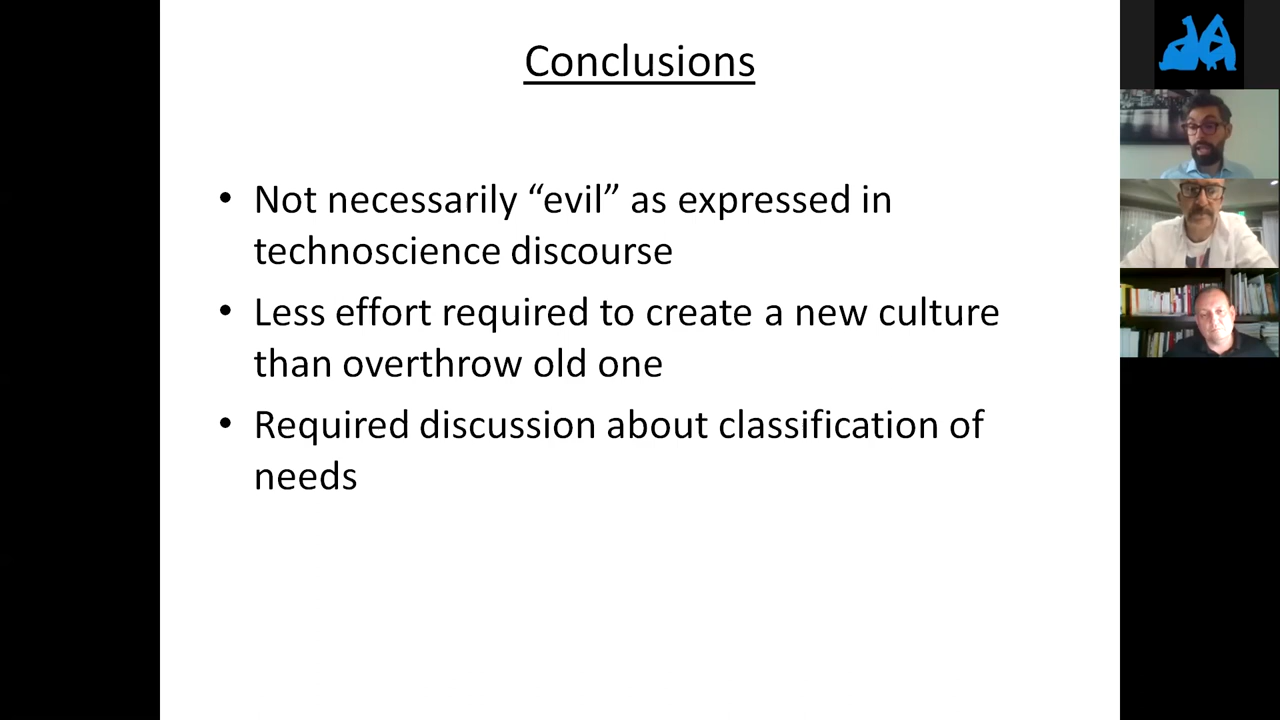 Conclusions
• Not necessarily “evil” as expressed in
technoscience discourse
• Less effort required to create a new culture
than overthrow old one
• Required discussion about classification of
needs